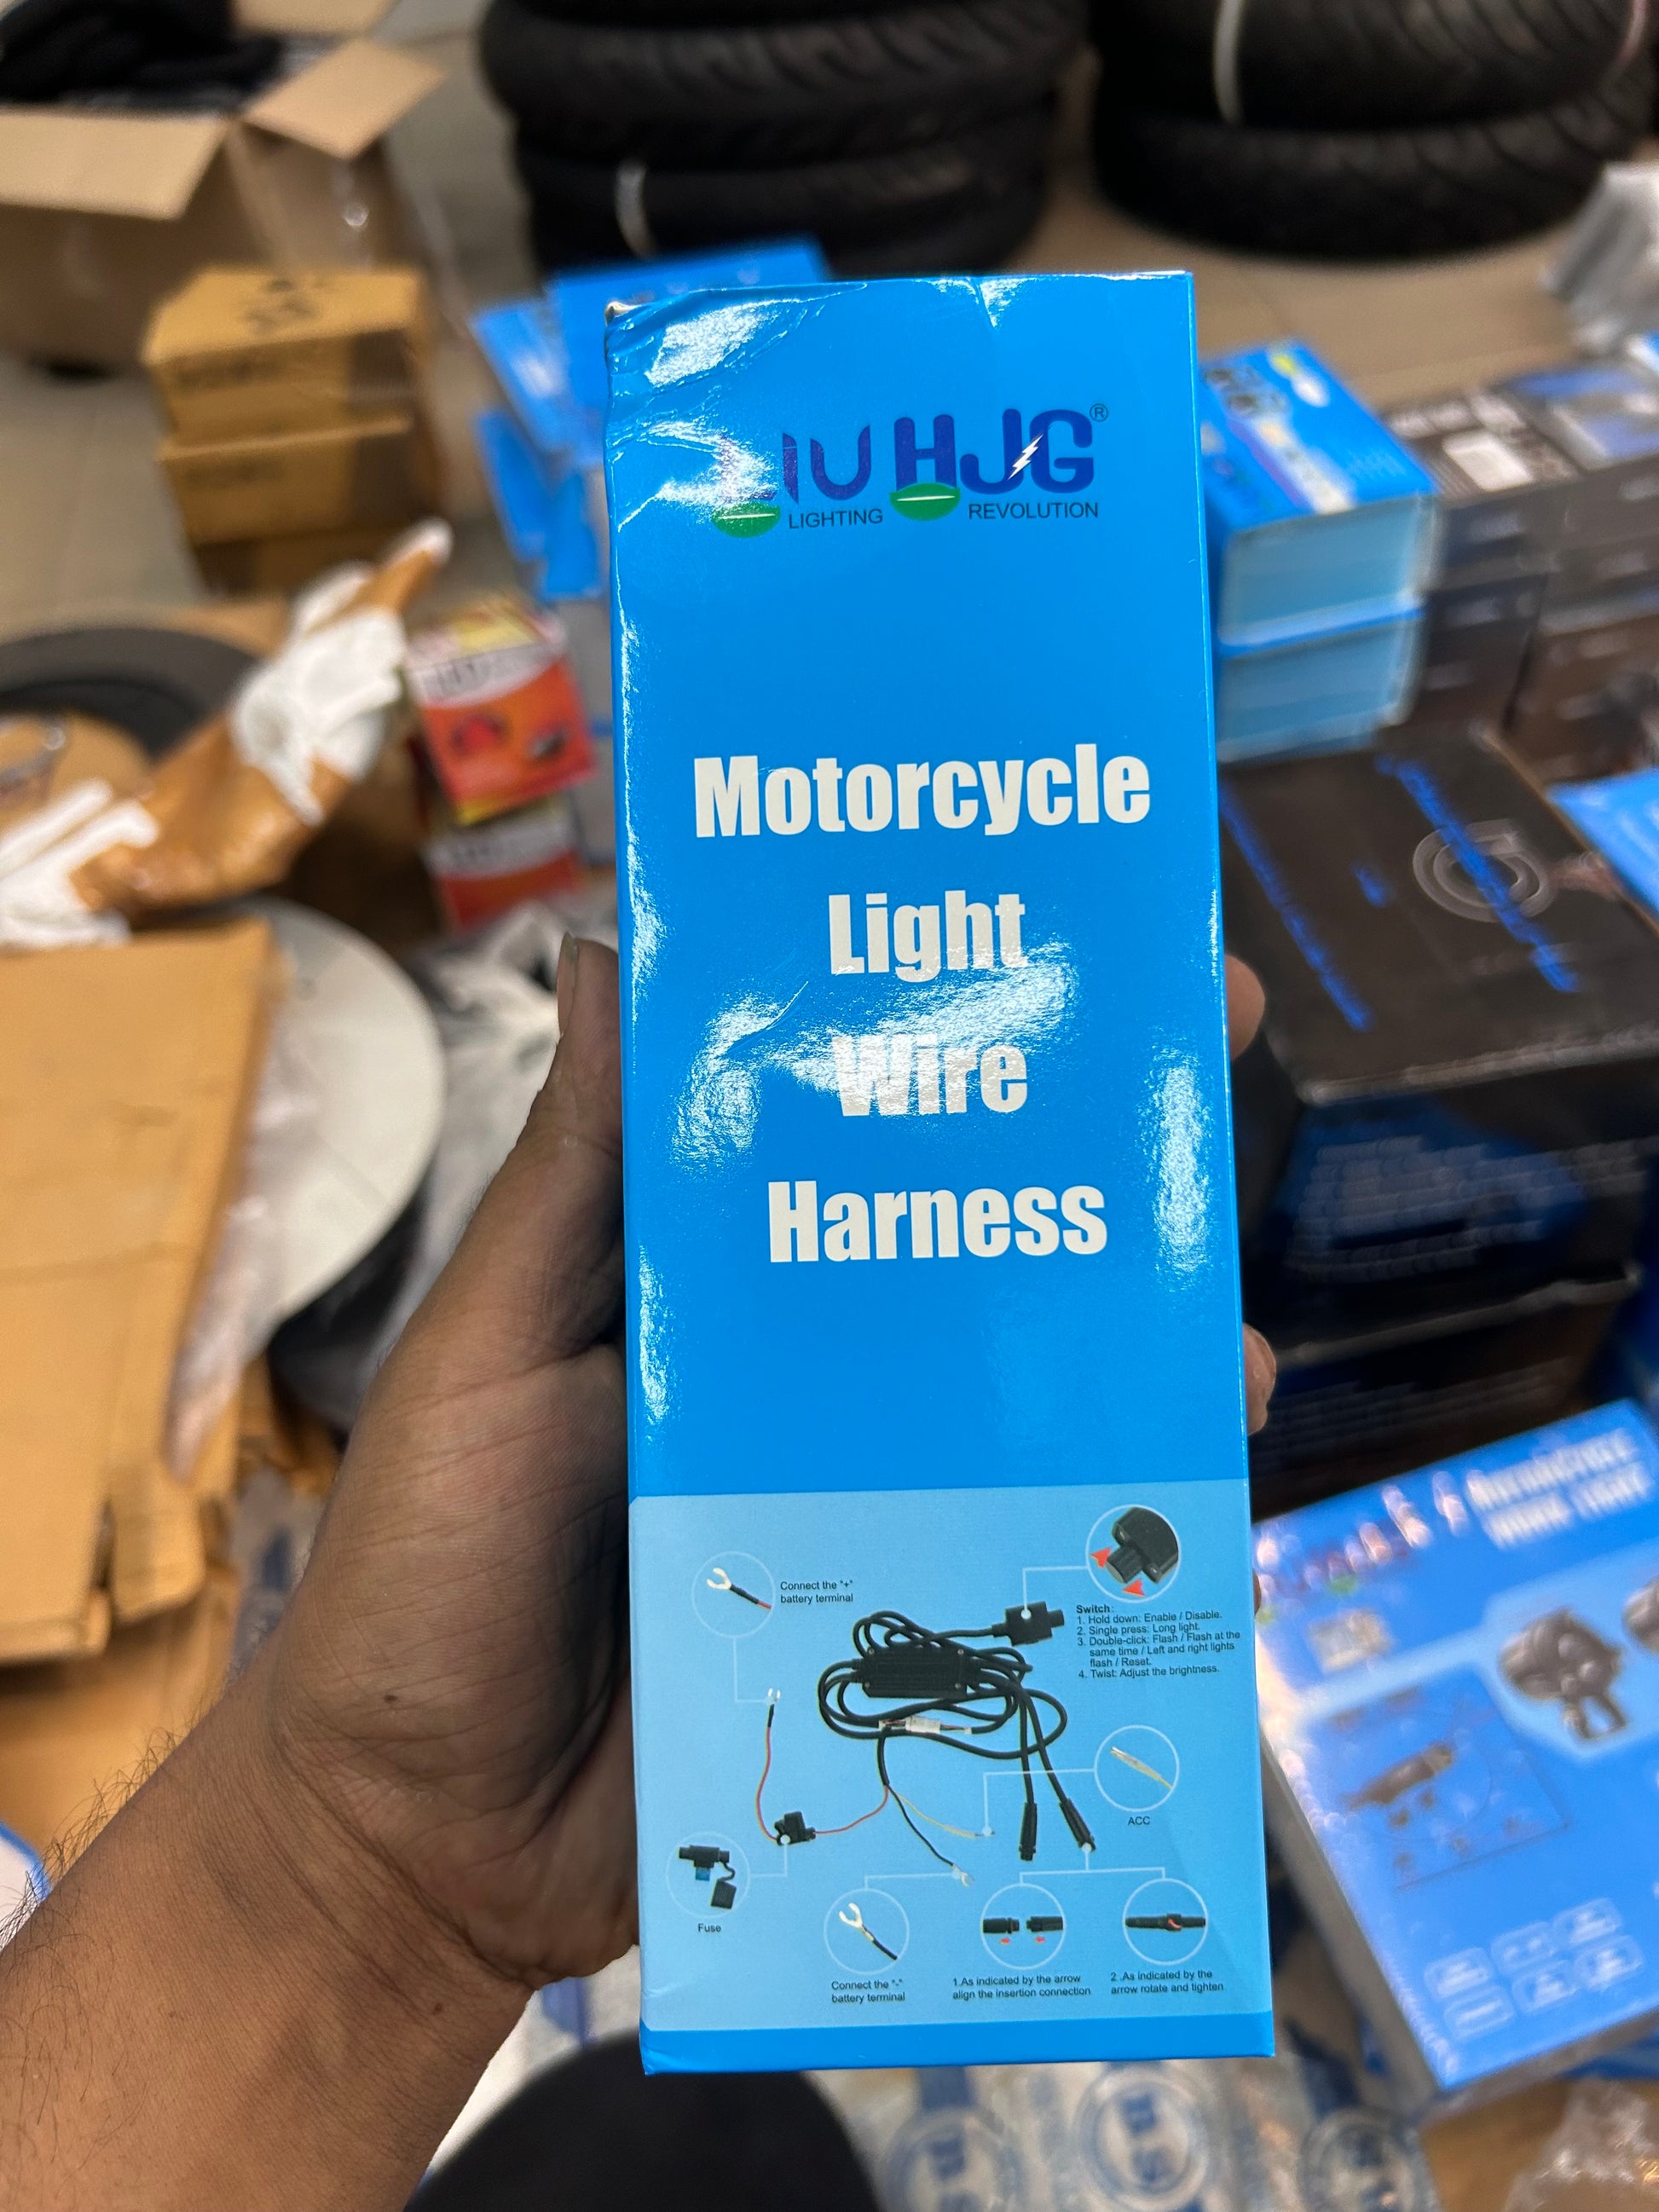 LIU HJG®
LIGHTING REVOLUTION
Motorcycle
Light
Wire
Harness
Connect the "+"
battery terminal
Switch:
1. Hold down: Enable / Disable.
2. Single press: Long light.
3. Double-click: Flash / Flash at the
same time / Left and right lights
flash / Reset.
4. Twist: Adjust the brightness.
ACC
Fuse
Connect the "-"
battery terminal
1.As indicated by the arrow
align the insertion connection
2 .As indicated by the
arrow rotate and tighten